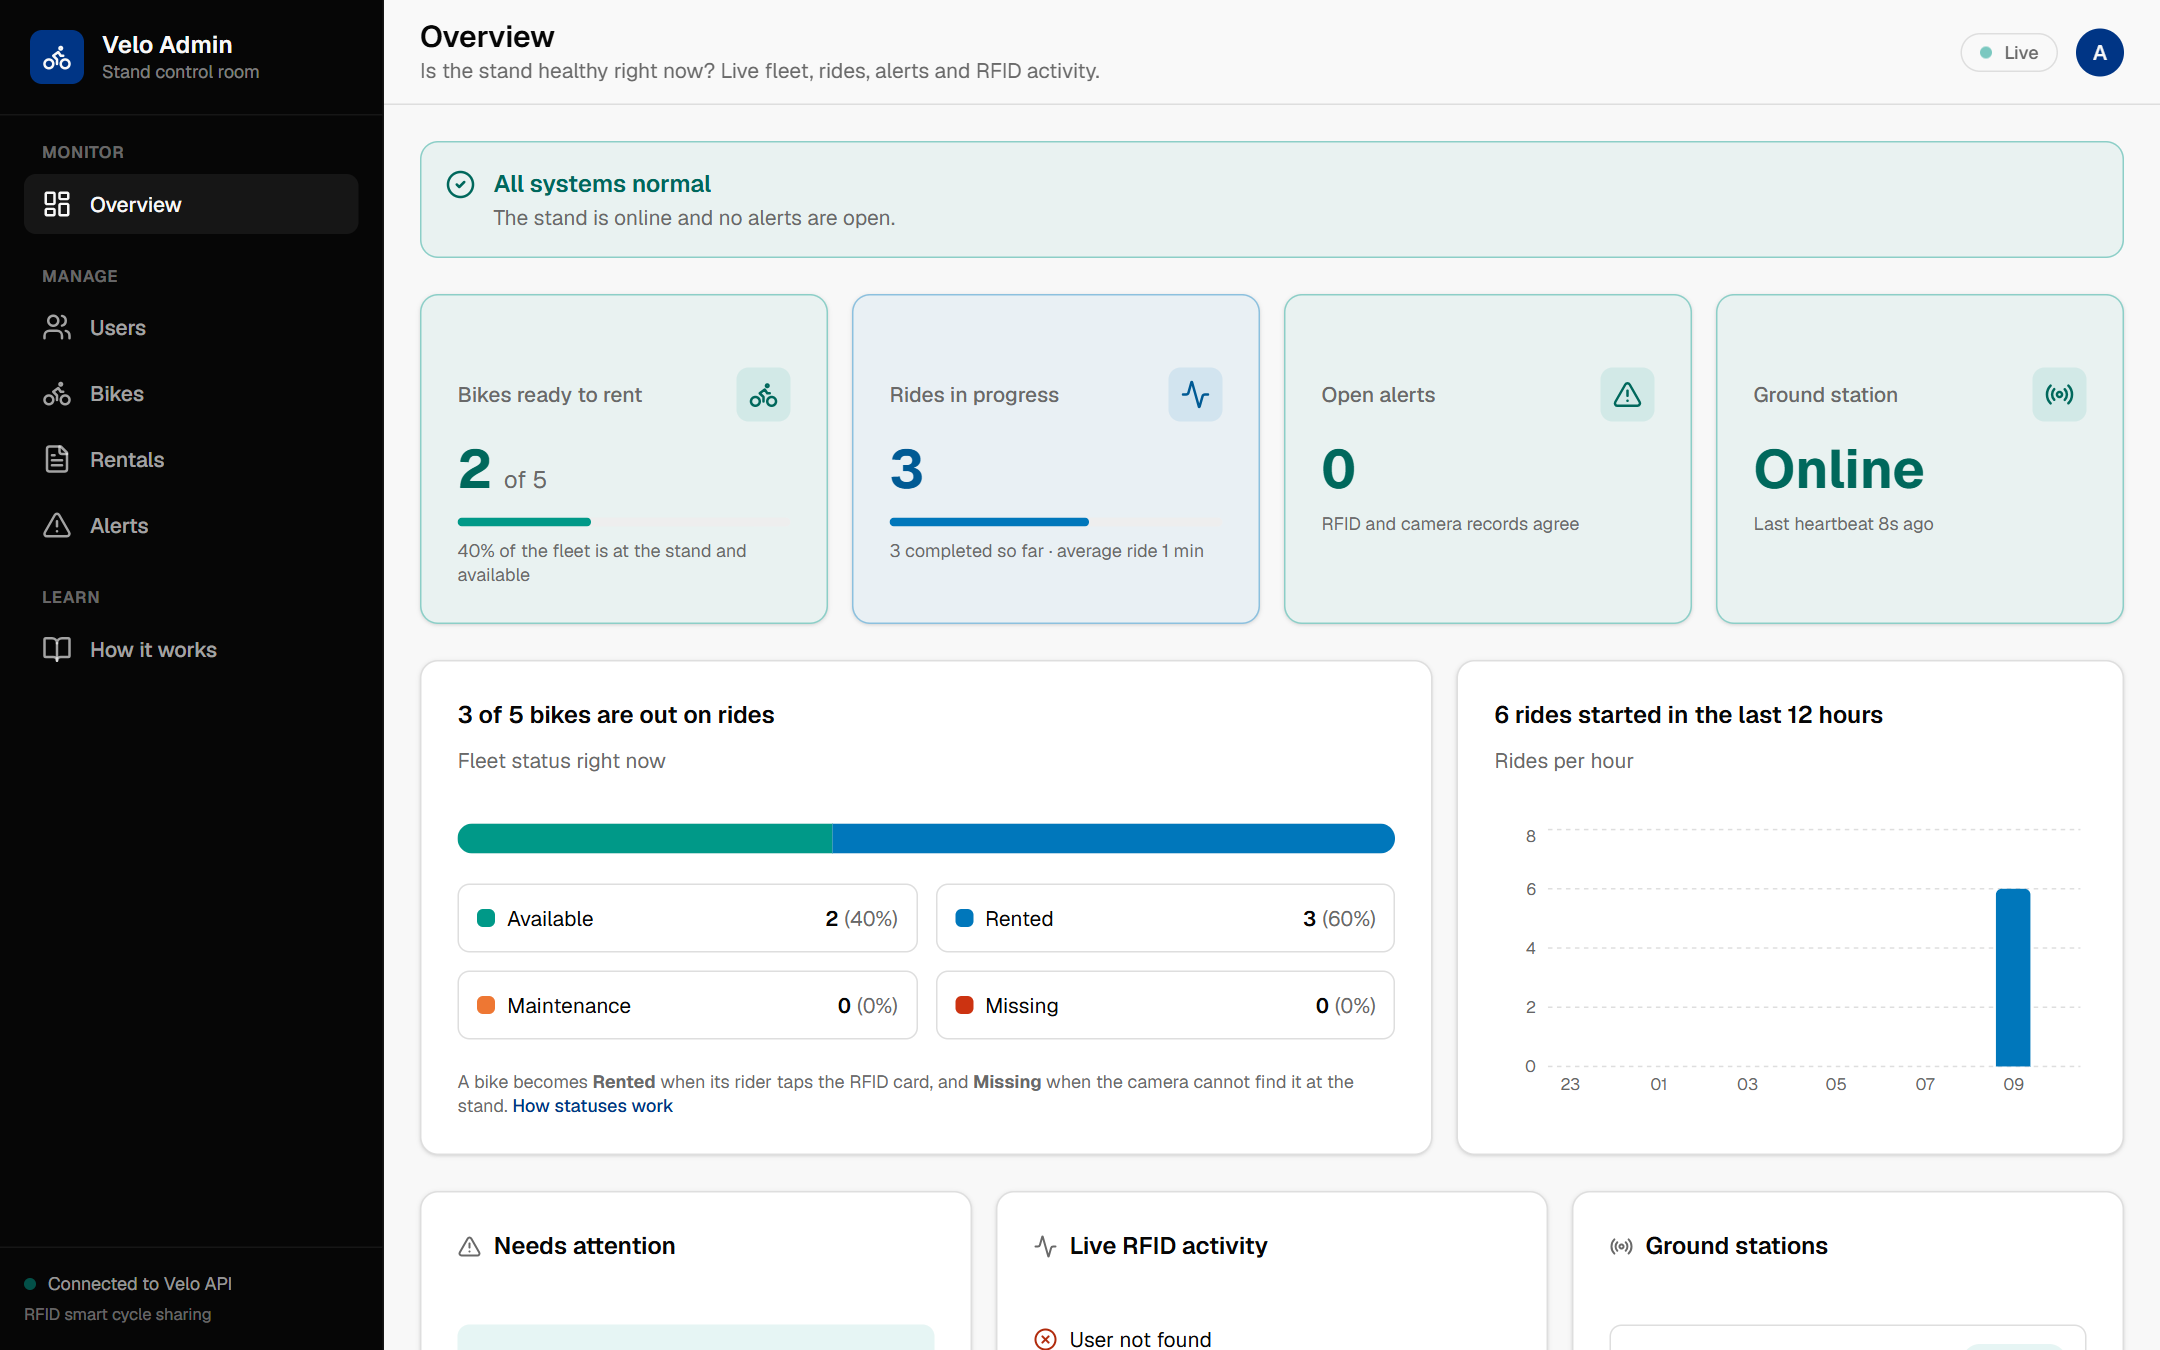 Velo Admin
Stand control room
MONITOR
Overview
MANAGE
Users
Bikes
Rentals
Alerts
LEARN
How it works
Connected to Velo API
RFID smart cycle sharing
Overview
Is the stand healthy right now? Live fleet, rides, alerts and RFID activity.
Live
A
All systems normal
The stand is online and no alerts are open.
Bikes ready to rent
2 of 5
40% of the fleet is at the stand and
available
Rides in progress
3
3 completed so far · average ride 1 min
Open alerts
0
RFID and camera records agree
Ground station
Online
Last heartbeat 8s ago
3 of 5 bikes are out on rides
Fleet status right now
Available 2 (40%)
Rented 3 (60%)
Maintenance 0 (0%)
Missing 0 (0%)
A bike becomes Rented when its rider taps the RFID card, and Missing when the camera cannot find it at the
stand. How statuses work
6 rides started in the last 12 hours
Rides per hour
8
6
4
2
0
23 01 03 05 07 09
Needs attention
Live RFID activity
User not found
Ground stations